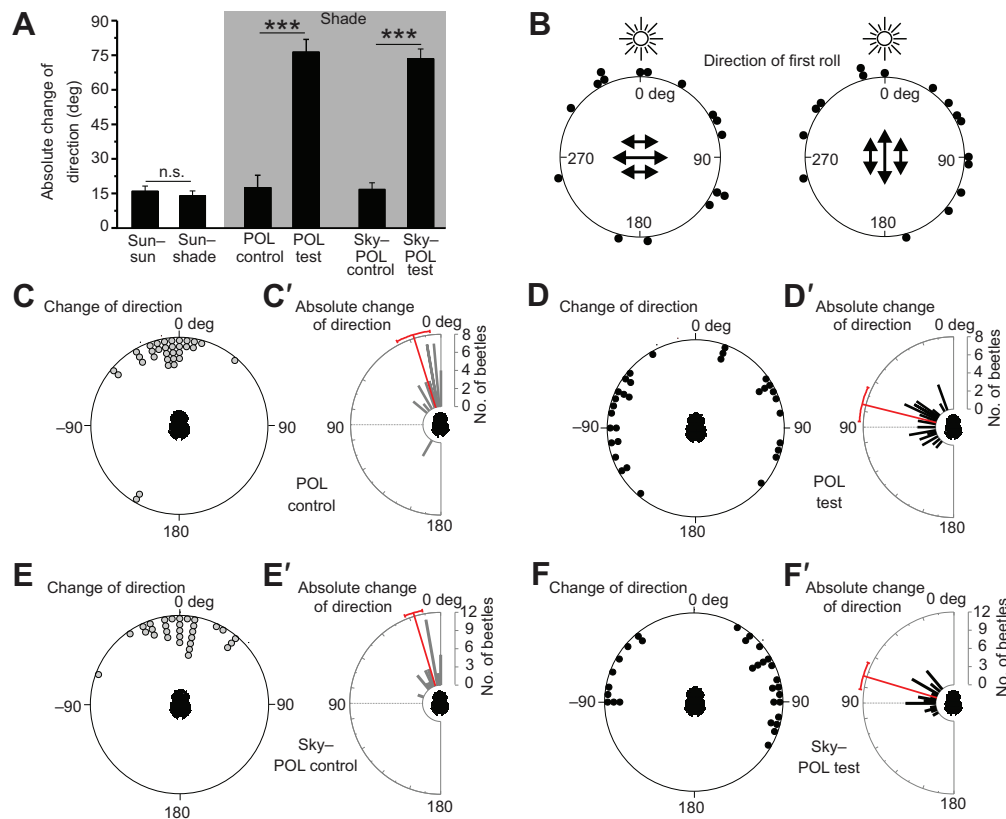 A
Shade
Absolute change of
direction (deg)
90
75
60
45
30
15
0
n.s.
***
***
Sun–
sun
Sun–
shade
POL
control
POL
test
Sky–
POL control
Sky–
POL test
B
Direction of first roll
0 deg
270
90
180
0 deg
270
90
180
C
Change of direction
0 deg
–90
90
180
C′
Absolute change
of direction
0 deg
8
6
4
2
0
No. of beetles
90
180
POL
control
D
Change of direction
0 deg
–90
90
180
D′
Absolute change
of direction
0 deg
8
6
4
2
0
No. of beetles
90
180
POL
test
E
Change of direction
0 deg
–90
90
180
E′
Absolute change
of direction
0 deg
12
9
6
3
0
No. of beetles
90
180
Sky–
POL control
F
Change of direction
0 deg
–90
90
180
F′
Absolute change
of direction
0 deg
12
9
6
3
0
No. of beetles
90
180
Sky–
POL test